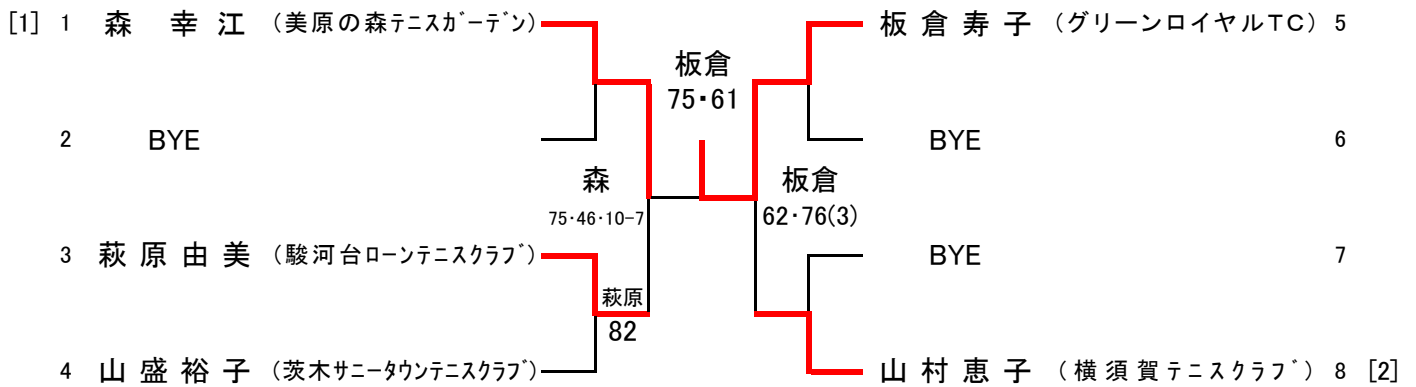 [1] 1 森 幸 江 (美原の森テニスガーデン)
2 BYE
3 萩 原 由 美 (駿河台ローンテニスクラブ)
4 山 盛 裕 子 (茨木サニータウンテニスクラブ)
森
75・46・10-7
萩原
82
板倉
75・61
板倉
62・76(3)
板 倉 寿 子 (グリーンロイヤルTC) 5
BYE 6
BYE 7
山 村 恵 子 (横須賀テニスクラブ) 8 [2]